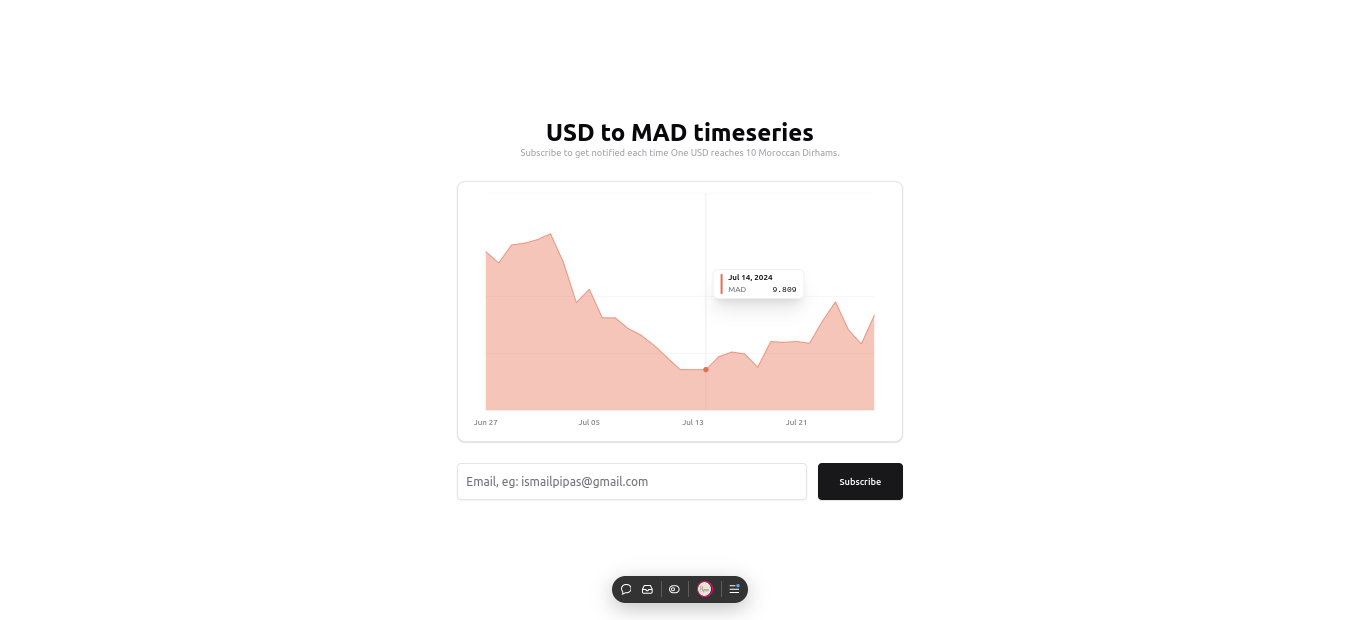 USD to MAD timeseries
Subscribe to get notified each time One USD reaches 10 Moroccan Dirhams.
Jul 14, 2024
MAD 9.809
Jun 27 Jul 05 Jul 13 Jul 21
Email, eg: ismailpipas@gmail.com
Subscribe